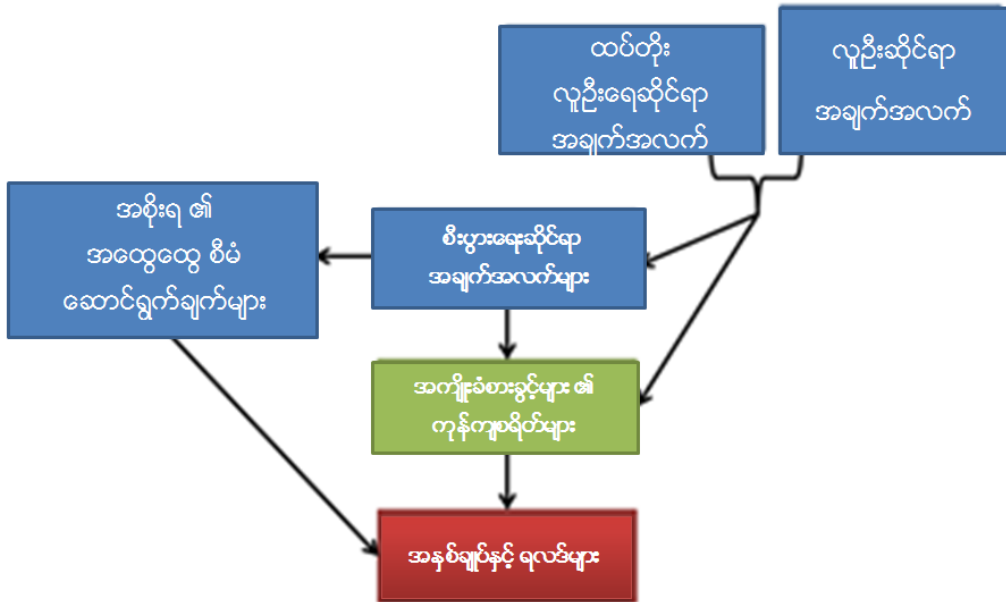 ထပ်တိုး
လူဦးရေဆိုင်ရာ
အချက်အလက်
လူဦးဆိုင်ရာ
အချက်အလက်
အစိုးရ ၏
အထွေထွေ စီမံ
ဆောင်ရွက်ချက်များ
စီးပွားရေးဆိုင်ရာ
အချက်အလက်များ
အကျိုးခံစားခွင့်များ ၏
ကုန်ကျစရိတ်များ
အနှစ်ချုပ်နှင့် ရလဒ်များ